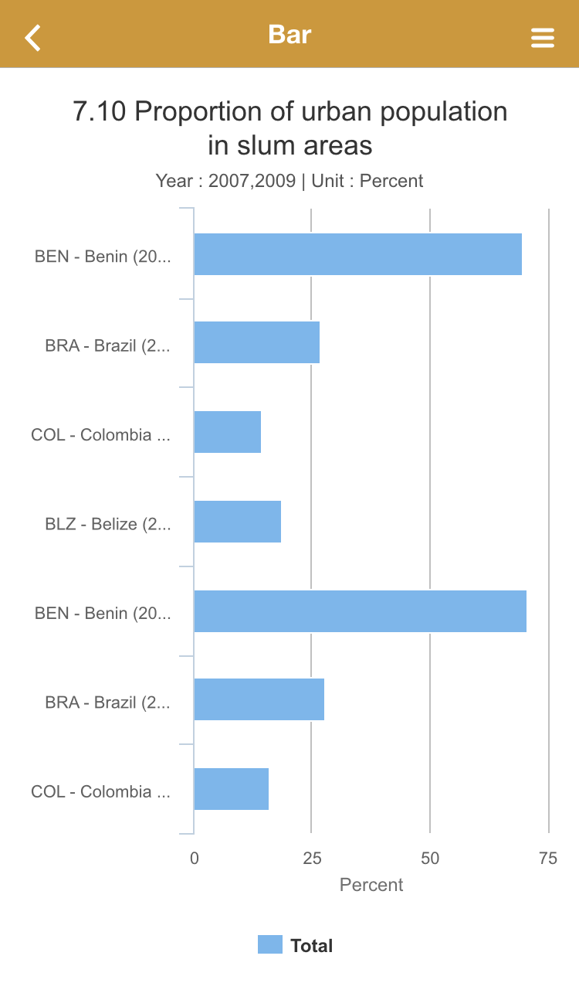 Bar
7.10 Proportion of urban population
in slum areas
Year : 2007,2009 | Unit : Percent
BEN - Benin (20...
BRA - Brazil (2...
COL - Colombia ...
BLZ - Belize (2...
BEN - Benin (20...
BRA - Brazil (2...
COL - Colombia ...
0 25 50 75
Percent
Total